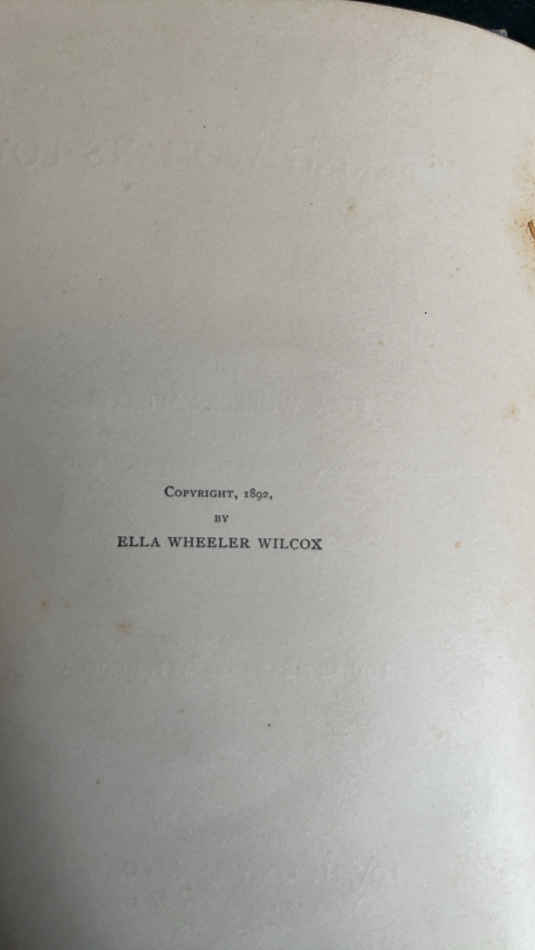 COPYRIGHT, 1892,
BY
ELLA WHEELER WILCOX